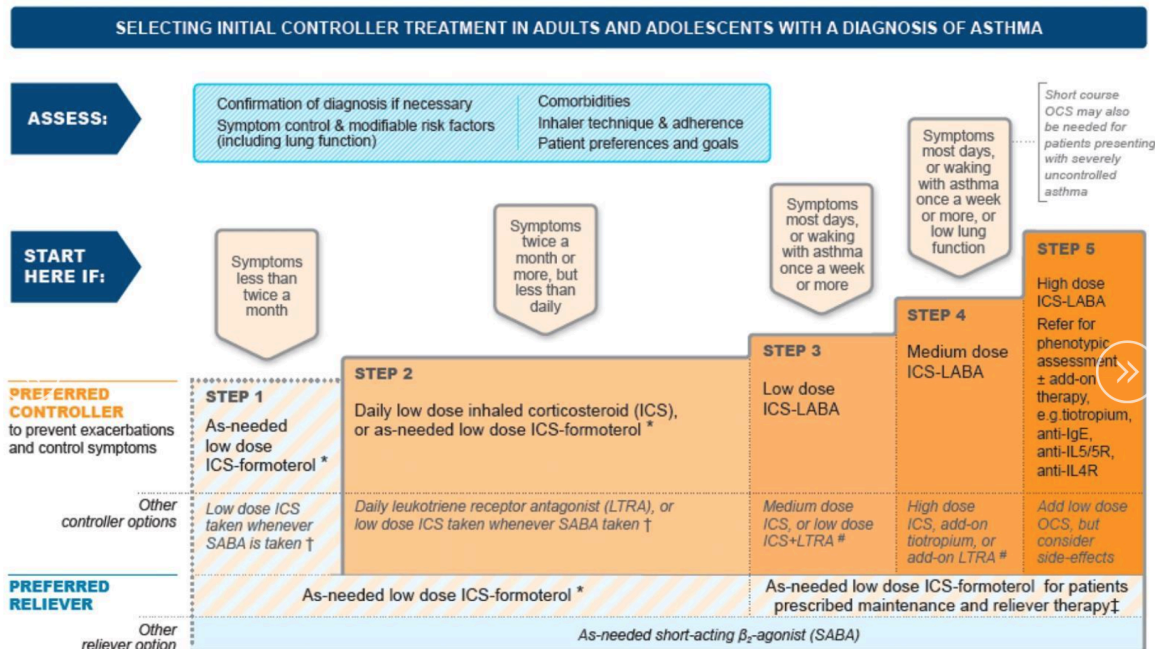 SELECTING INITIAL CONTROLLER TREATMENT IN ADULTS AND ADOLESCENTS WITH A DIAGNOSIS OF ASTHMA
ASSESS:
Confirmation of diagnosis if necessary
Symptom control & modifiable risk factors
(including lung function)
Comorbidities
Inhaler technique & adherence
Patient preferences and goals
Short course
OCS may also
be needed for
patients presenting
with severely
uncontrolled
asthma
START
HERE IF:
Symptoms
less than
twice a
month
Symptoms
twice a
month or
more, but
less than
daily
Symptoms
most days,
or waking
with asthma
once a week
or more
Symptoms
most days,
or waking
with asthma
once a week
or more, or
low lung
function
PREFERRED
CONTROLLER
to prevent exacerbations
and control symptoms
STEP 1
As-needed
low dose
ICS-formoterol *
STEP 2
Daily low dose inhaled corticosteroid (ICS),
or as-needed low dose ICS-formoterol *
STEP 3
Low dose
ICS-LABA
STEP 4
Medium dose
ICS-LABA
STEP 5
High dose
ICS-LABA
Refer for
phenotypic
assessment
± add-on
therapy,
e.g.tiotropium,
anti-IgE,
anti-IL5/5R,
anti-IL4R
Other
controller options
Low dose ICS
taken whenever
SABA is taken †
Daily leukotriene receptor antagonist (LTRA), or
low dose ICS taken whenever SABA taken †
Medium dose
ICS, or low dose
ICS+LTRA #
High dose
ICS, add-on
tiotropium, or
add-on LTRA #
Add low dose
OCS, but
consider
side-effects
PREFERRED
RELIEVER
As-needed low dose ICS-formoterol *
As-needed low dose ICS-formoterol for patients
prescribed maintenance and reliever therapy‡
Other
reliever option
As-needed short-acting β₂-agonist (SABA)